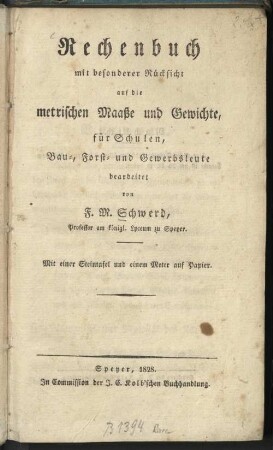 Rechenbuch
mit besonderer Rücksicht
auf die
metrischen Maaße und Gewichte,
für Schulen,
Bau-, Forst- und Gewerbsleute
bearbeitet
von
F. M. Schwerd,
Professor am königl. Lyceum zu Speyer.
Mit einer Steintafel und einem Meter auf Papier.
Speyer, 1828.
In Commission der J. C. Kolb'schen Buchhandlung.
B1394